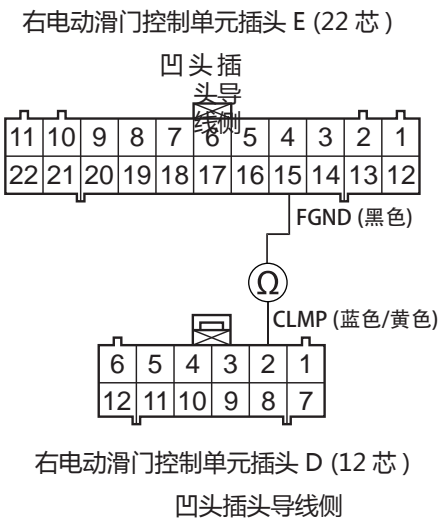 右电动滑门控制单元插头 E (22 芯)
凹头插
头导
线侧
11 10 9 8 7 6 5 4 3 2 1
22 21 20 19 18 17 16 15 14 13 12
FGND (黑色)
Ω
CLMP (蓝色/黄色)
6 5 4 3 2 1
12 11 10 9 8 7
右电动滑门控制单元插头 D (12 芯)
凹头插头导线侧